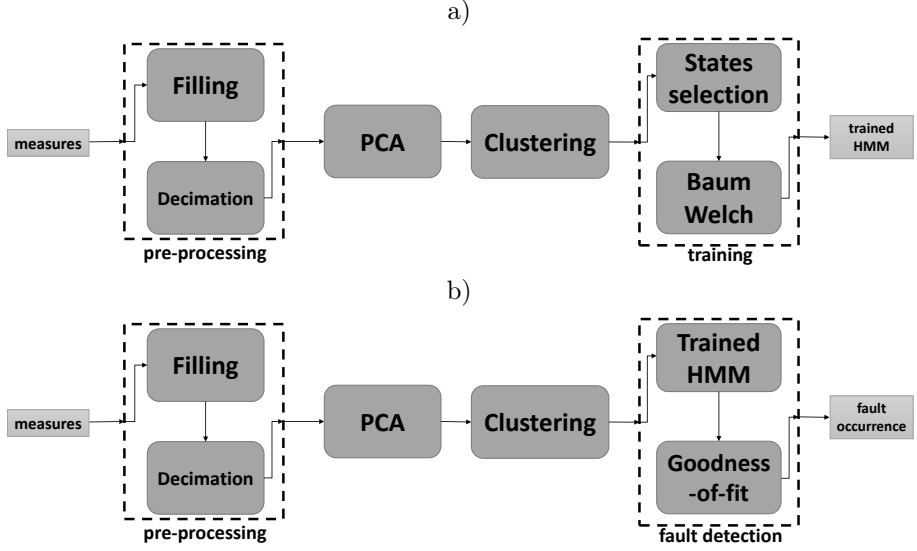 a)
measures
Filling
Decimation
pre-processing
PCA
Clustering
States
selection
Baum
Welch
training
trained
HMM
b)
measures
Filling
Decimation
pre-processing
PCA
Clustering
Trained
HMM
Goodness
-of-fit
fault detection
fault
occurrence